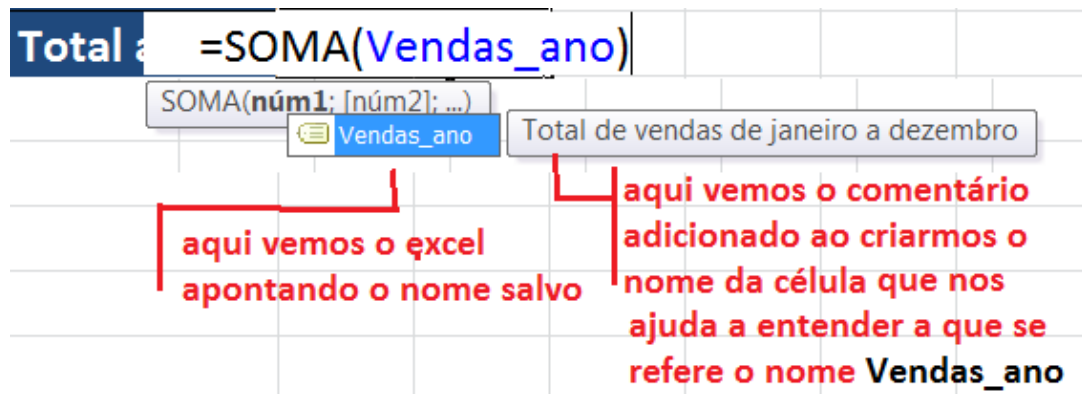 Total a =SOMA(Vendas_ano)
SOMA(núm1; [núm2]; ...)
Vendas_ano
Total de vendas de janeiro a dezembro
aqui vemos o excel
apontando o nome salvo
aqui vemos o comentário
adicionado ao criarmos o
nome da célula que nos
ajuda a entender a que se
refere o nome Vendas_ano